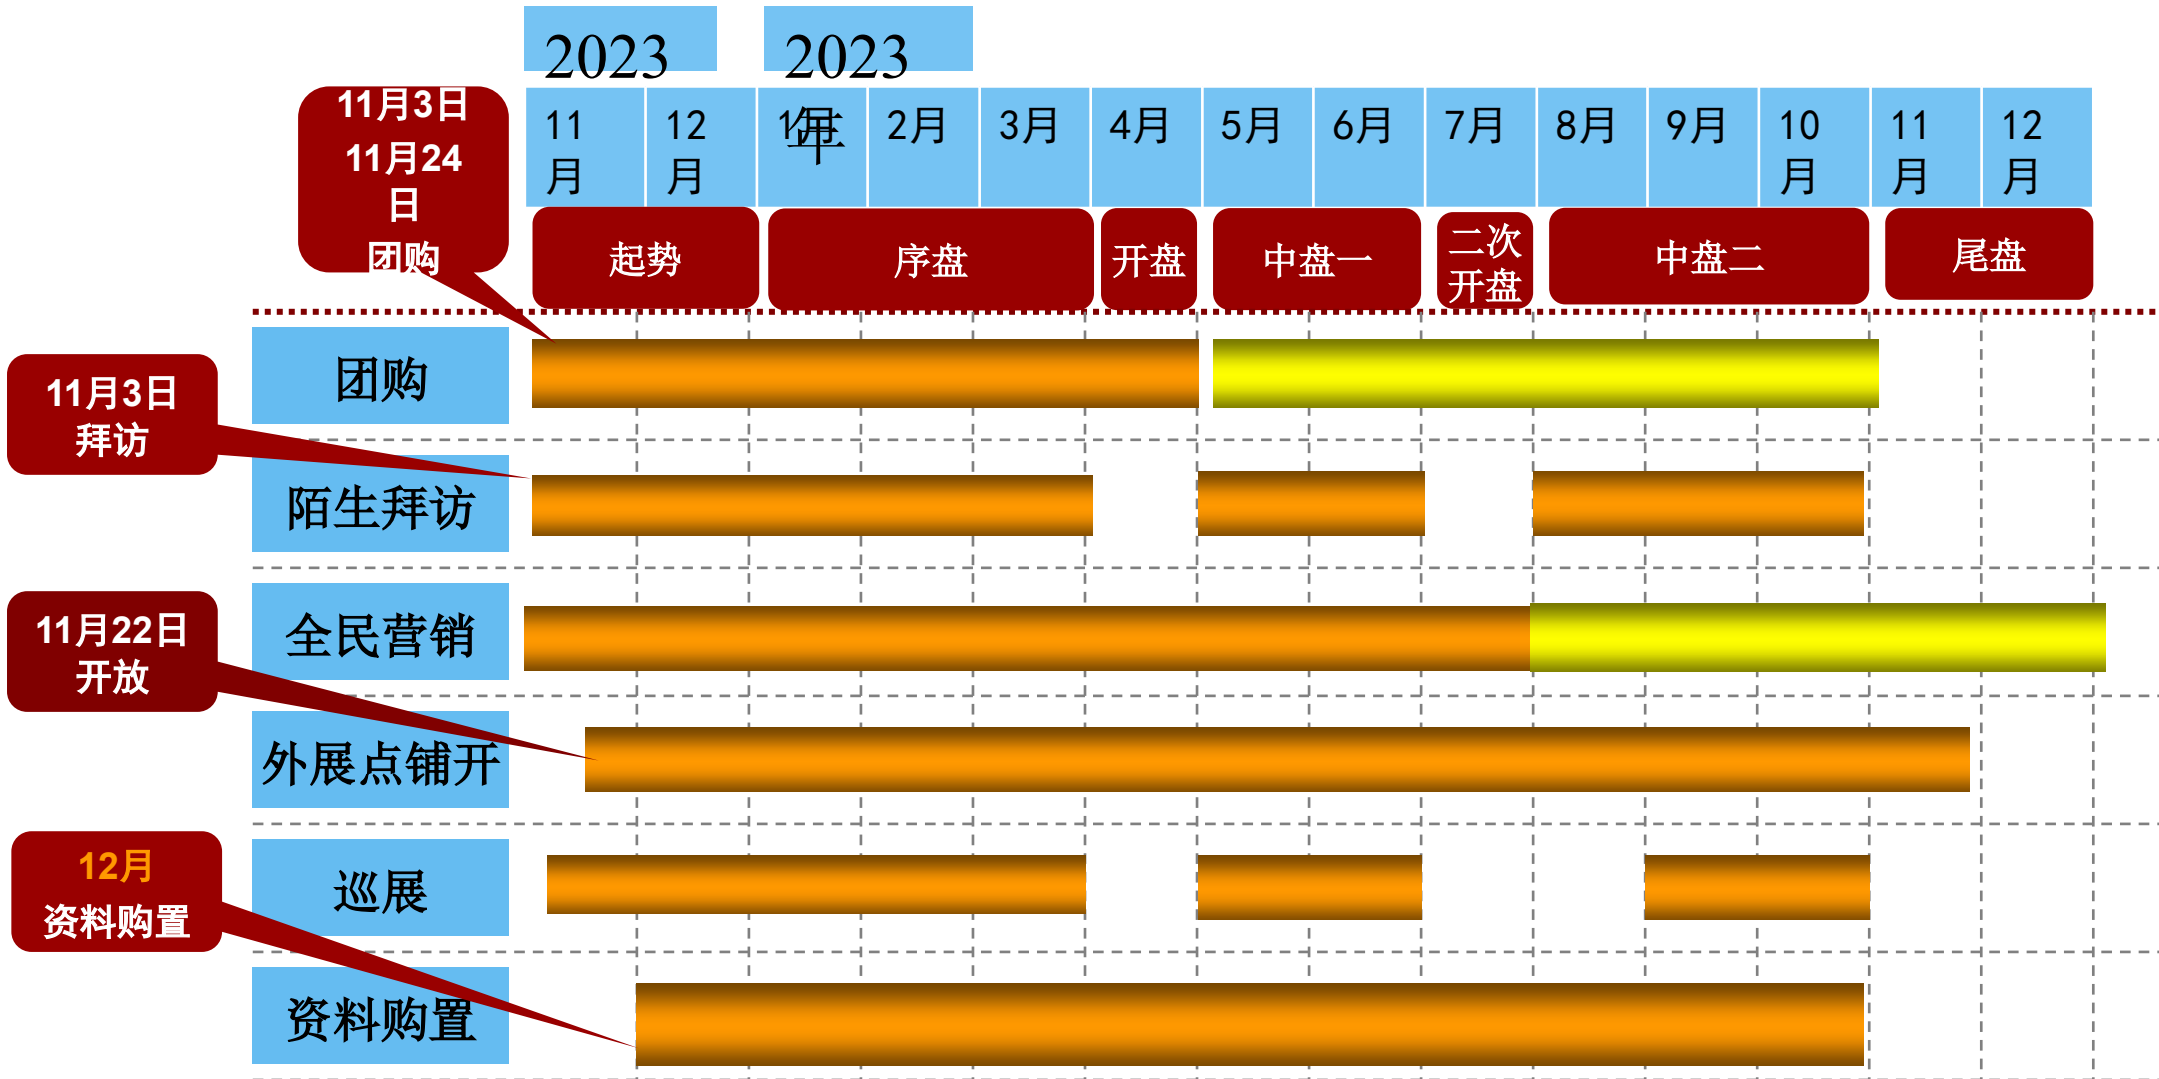 2023
2023
年
11月3日
11月24
日
团购
11
月
12
月
1月
2月
3月
4月
5月
6月
7月
8月
9月
10
月
11
月
12
月
起势
序盘
开盘
中盘一
二次
开盘
中盘二
尾盘
团购
11月3日
拜访
陌生拜访
全民营销
11月22日
开放
外展点铺开
12月
资料购置
巡展
资料购置